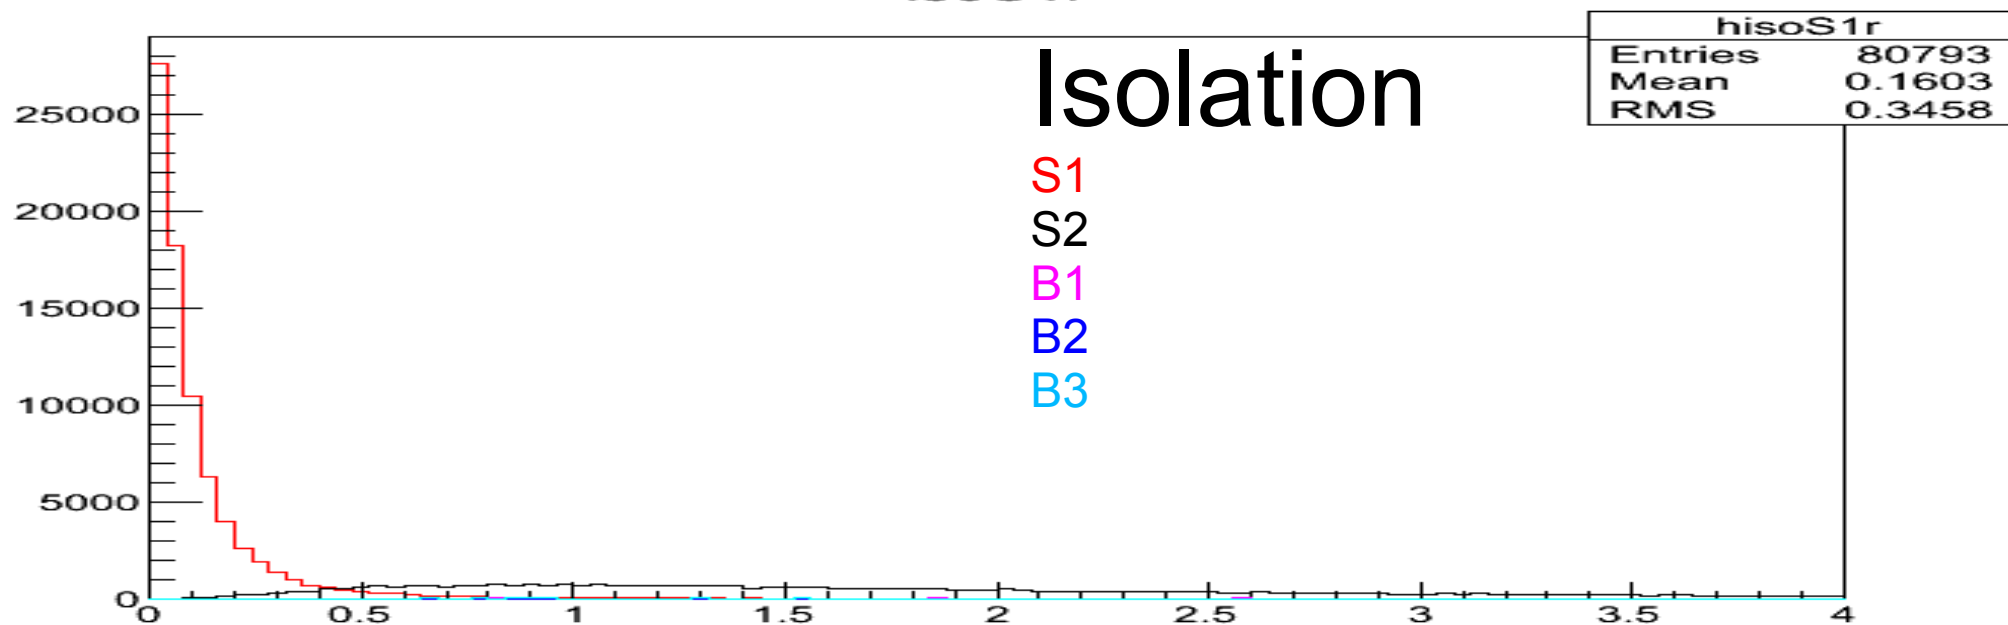 hisoS1r
Entries 80793
Mean 0.1603
RMS 0.3458
Isolation
S1
S2
B1
B2
B3
25000
20000
15000
10000
5000
0
0 0.5 1 1.5 2 2.5 3 3.5 4